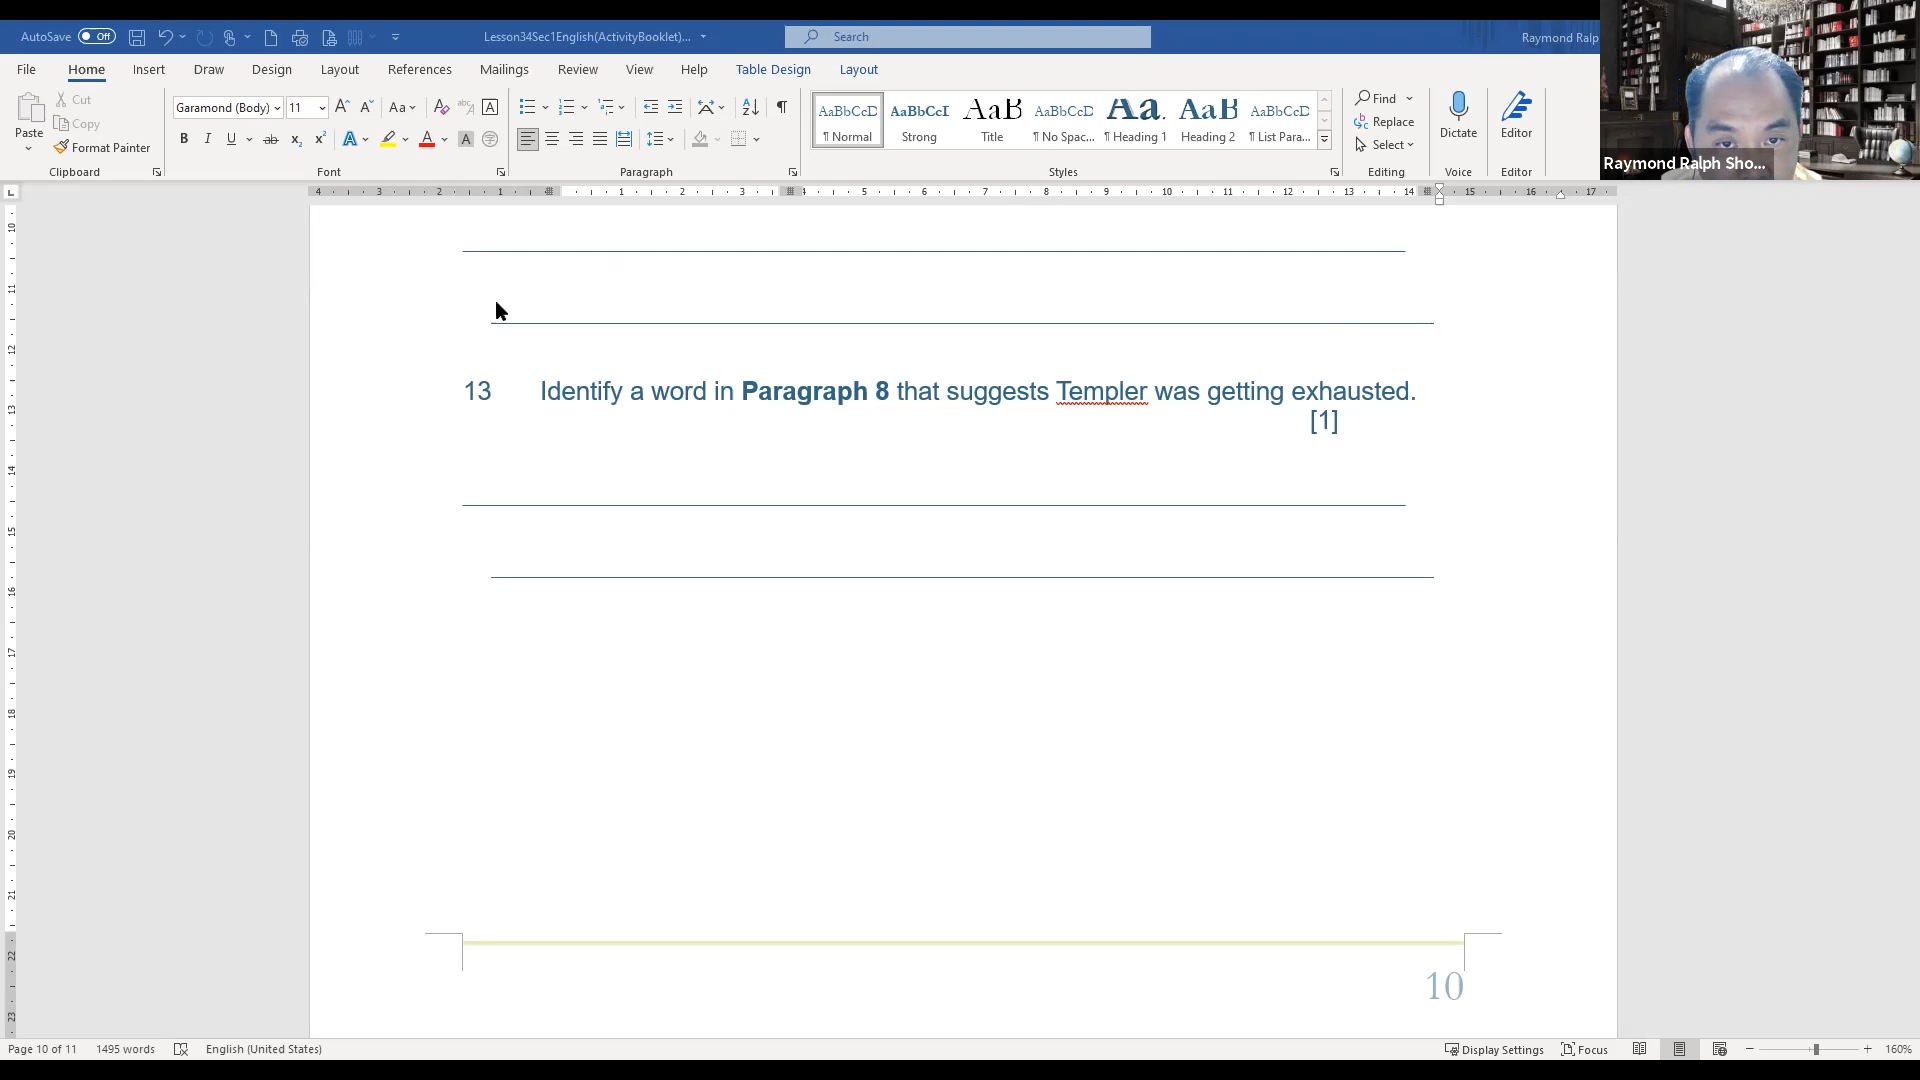 AutoSave Off Lesson34Sec1English(ActivityBooklet)... Search Raymond Ralp
File Home Insert Draw Design Layout References Mailings Review View Help Table Design Layout
Paste Cut Copy Format Painter
Garamond (Body) 11
AaBbCcD AaBbCcI AaB AaBbCcD AaBbCcD
¶ Normal Strong Title ¶ No Spac... ¶ Heading 1 Heading 2 ¶ List Para...
Find Replace Select
Dictate Editor
Clipboard Font Paragraph Styles Editing Voice Editor
Raymond Ralph Sho...
13 Identify a word in Paragraph 8 that suggests Templer was getting exhausted.
[1]
10
Page 10 of 11 1495 words English (United States) Display Settings Focus 160%